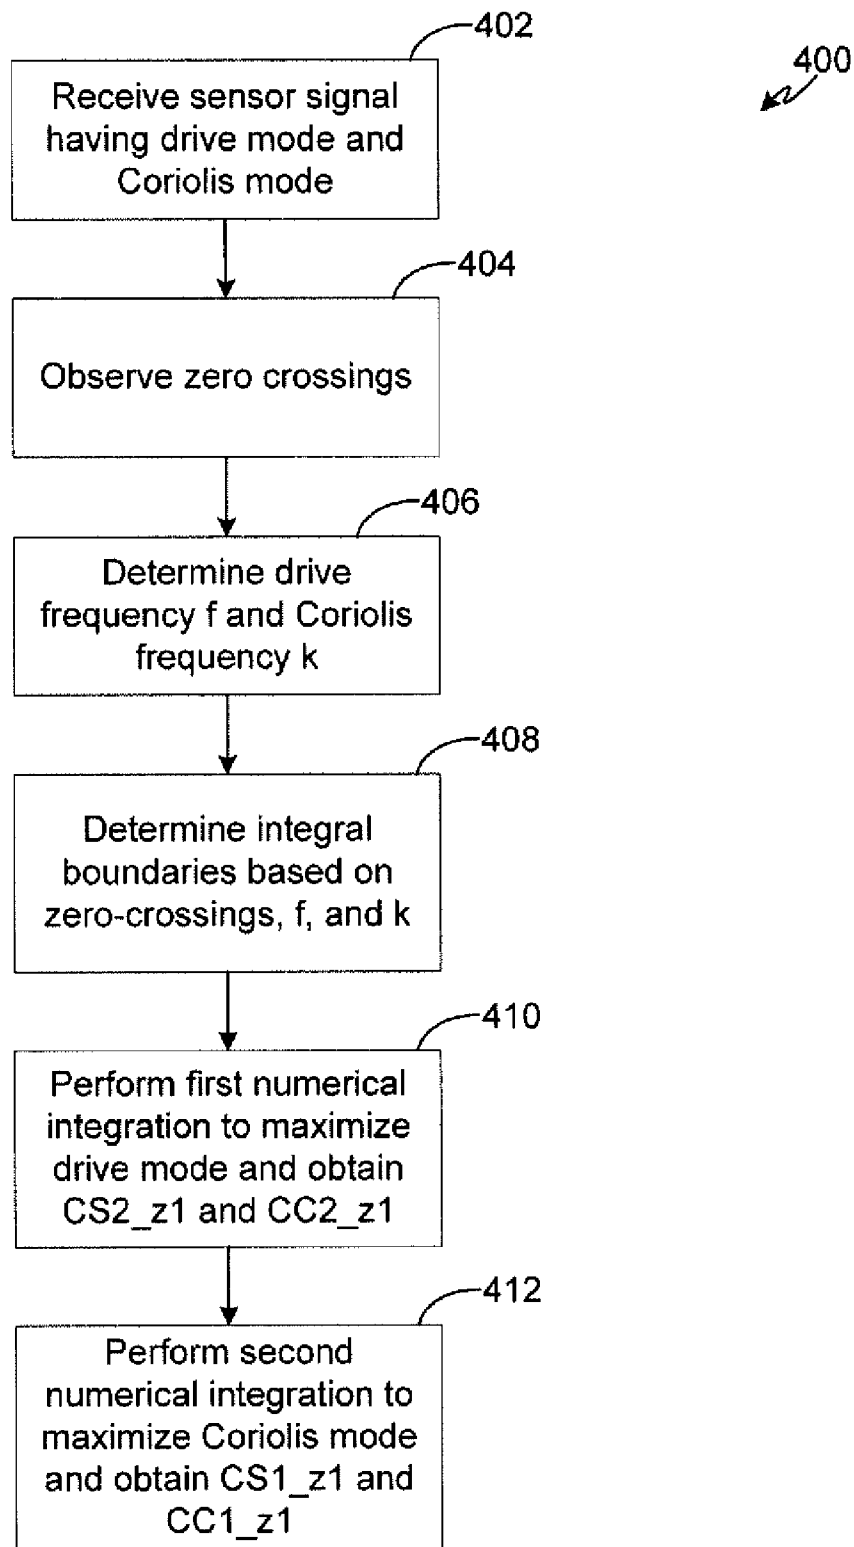 402
400
Receive sensor signal
having drive mode and
Coriolis mode
404
Observe zero crossings
406
Determine drive
frequency f and Coriolis
frequency k
408
Determine integral
boundaries based on
zero-crossings, f, and k
410
Perform first numerical
integration to maximize
drive mode and obtain
CS2_z1 and CC2_z1
412
Perform second
numerical integration to
maximize Coriolis mode
and obtain CS1_z1 and
CC1_z1